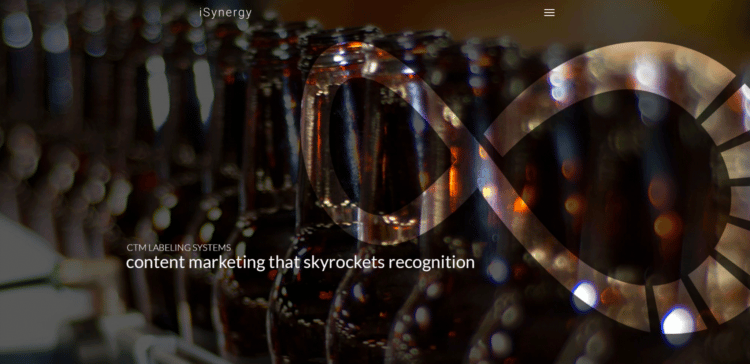 iSynergy
CTM LABELING SYSTEMS
content marketing that skyrockets recognition